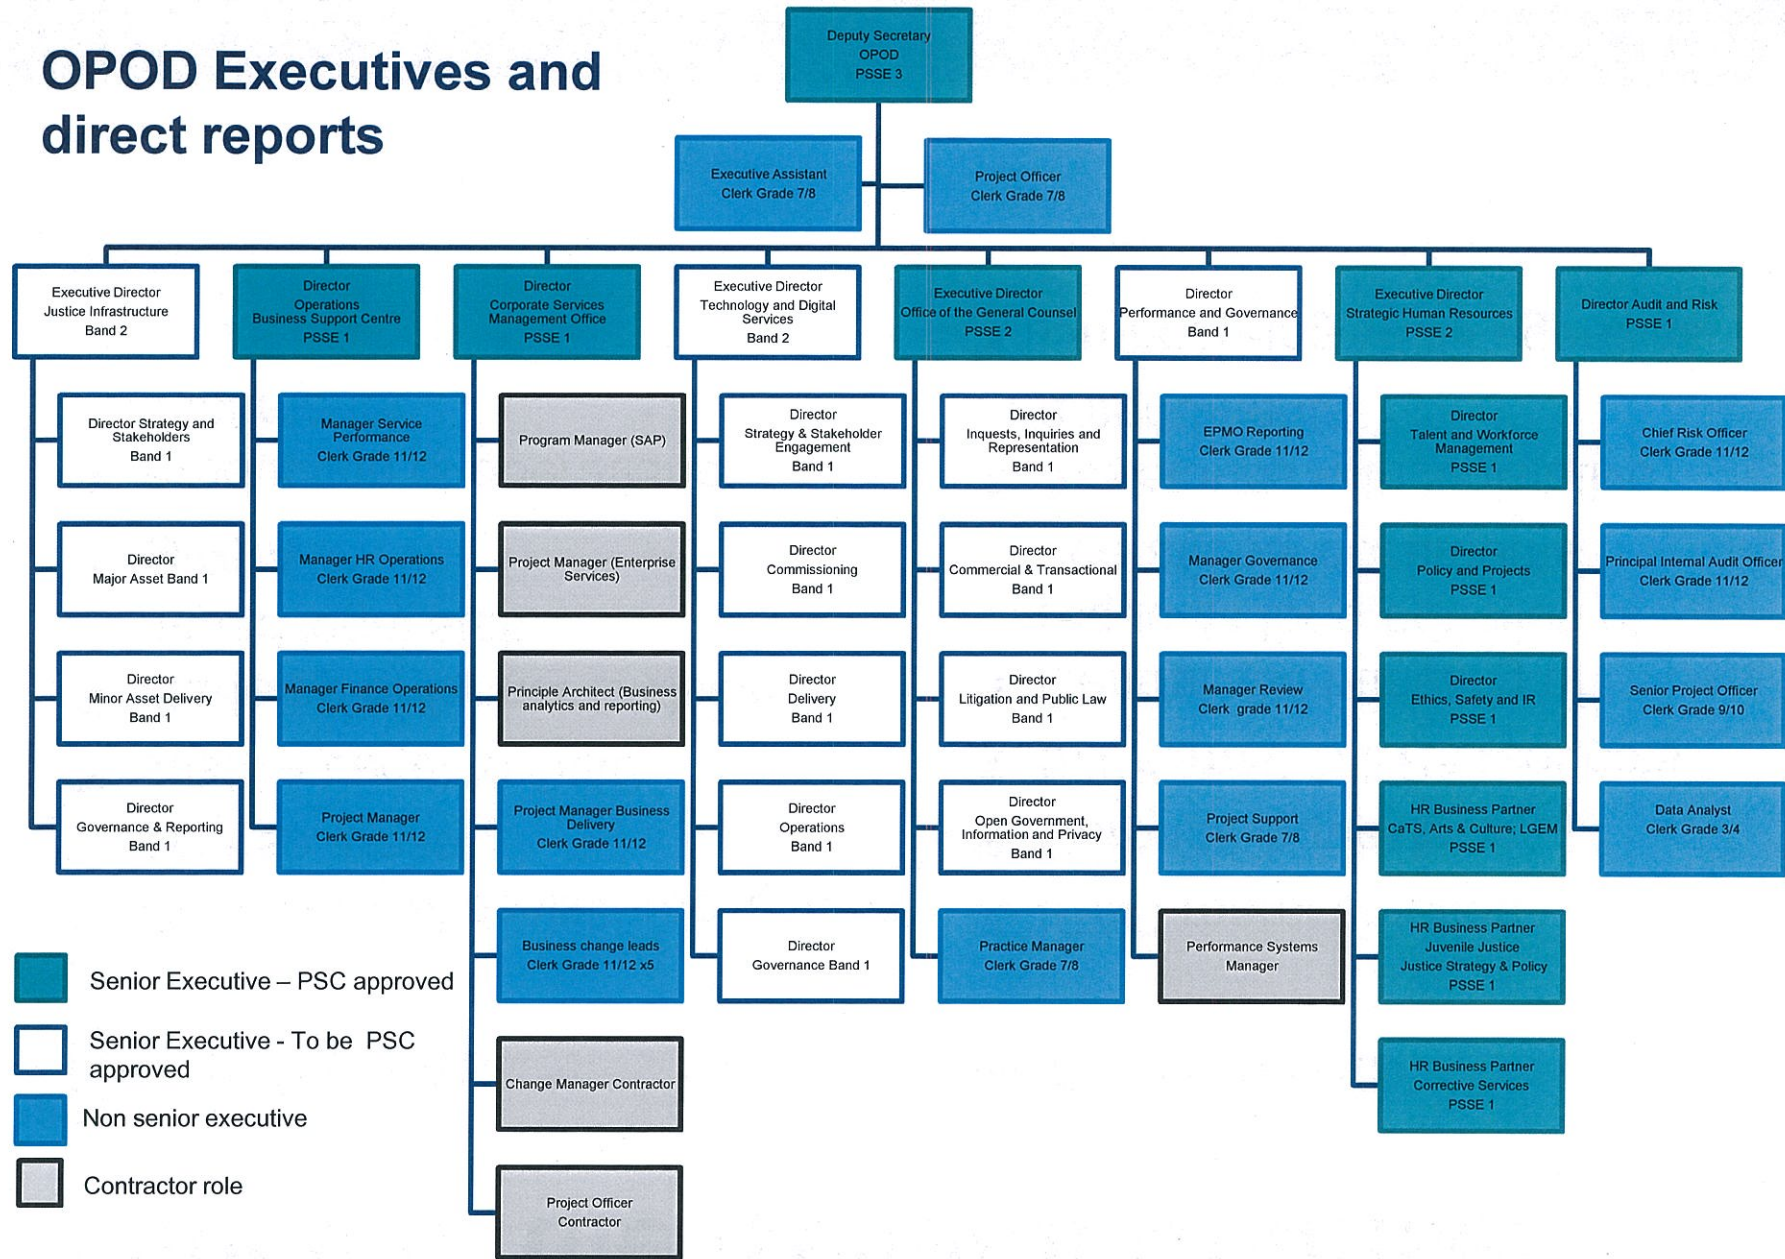 OPOD Executives and
direct reports
Deputy Secretary
OPOD
PSSE 3
Executive Assistant
Clerk Grade 7/8
Project Officer
Clerk Grade 7/8
Executive Director
Justice Infrastructure
Band 2
Director
Operations
Business Support Centre
PSSE 1
Director
Corporate Services
Management Office
PSSE 1
Executive Director
Technology and Digital
Services
Band 2
Executive Director
Office of the General Counsel
PSSE 2
Director
Performance and Governance
Band 1
Executive Director
Strategic Human Resources
PSSE 2
Director Audit and Risk
PSSE 1
Director Strategy and
Stakeholders
Band 1
Manager Service
Performance
Clerk Grade 11/12
Program Manager (SAP)
Director
Strategy & Stakeholder
Engagement
Band 1
Director
Inquests, Inquiries and
Representation
Band 1
EPMO Reporting
Clerk Grade 11/12
Director
Talent and Workforce
Management
PSSE 1
Chief Risk Officer
Clerk Grade 11/12
Director
Major Asset Band 1
Manager HR Operations
Clerk Grade 11/12
Project Manager (Enterprise
Services)
Director
Commissioning
Band 1
Director
Commercial & Transactional
Band 1
Manager Governance
Clerk Grade 11/12
Director
Policy and Projects
PSSE 1
Principal Internal Audit Officer
Clerk Grade 11/12
Director
Minor Asset Delivery
Band 1
Manager Finance Operations
Clerk Grade 11/12
Principle Architect (Business
analytics and reporting)
Director
Delivery
Band 1
Director
Litigation and Public Law
Band 1
Manager Review
Clerk grade 11/12
Director
Ethics, Safety and IR
PSSE 1
Senior Project Officer
Clerk Grade 9/10
Director
Governance & Reporting
Band 1
Project Manager
Clerk Grade 11/12
Project Manager Business
Delivery
Clerk Grade 11/12
Director
Operations
Band 1
Director
Open Government,
Information and Privacy
Band 1
Project Support
Clerk Grade 7/8
HR Business Partner
CaTS, Arts & Culture; LGEM
PSSE 1
Data Analyst
Clerk Grade 3/4
Business change leads
Clerk Grade 11/12 x5
Director
Governance Band 1
Practice Manager
Clerk Grade 7/8
Performance Systems
Manager
HR Business Partner
Juvenile Justice
Justice Strategy & Policy
PSSE 1
Change Manager Contractor
HR Business Partner
Corrective Services
PSSE 1
Project Officer
Contractor
Senior Executive – PSC approved
Senior Executive - To be PSC
approved
Non senior executive
Contractor role